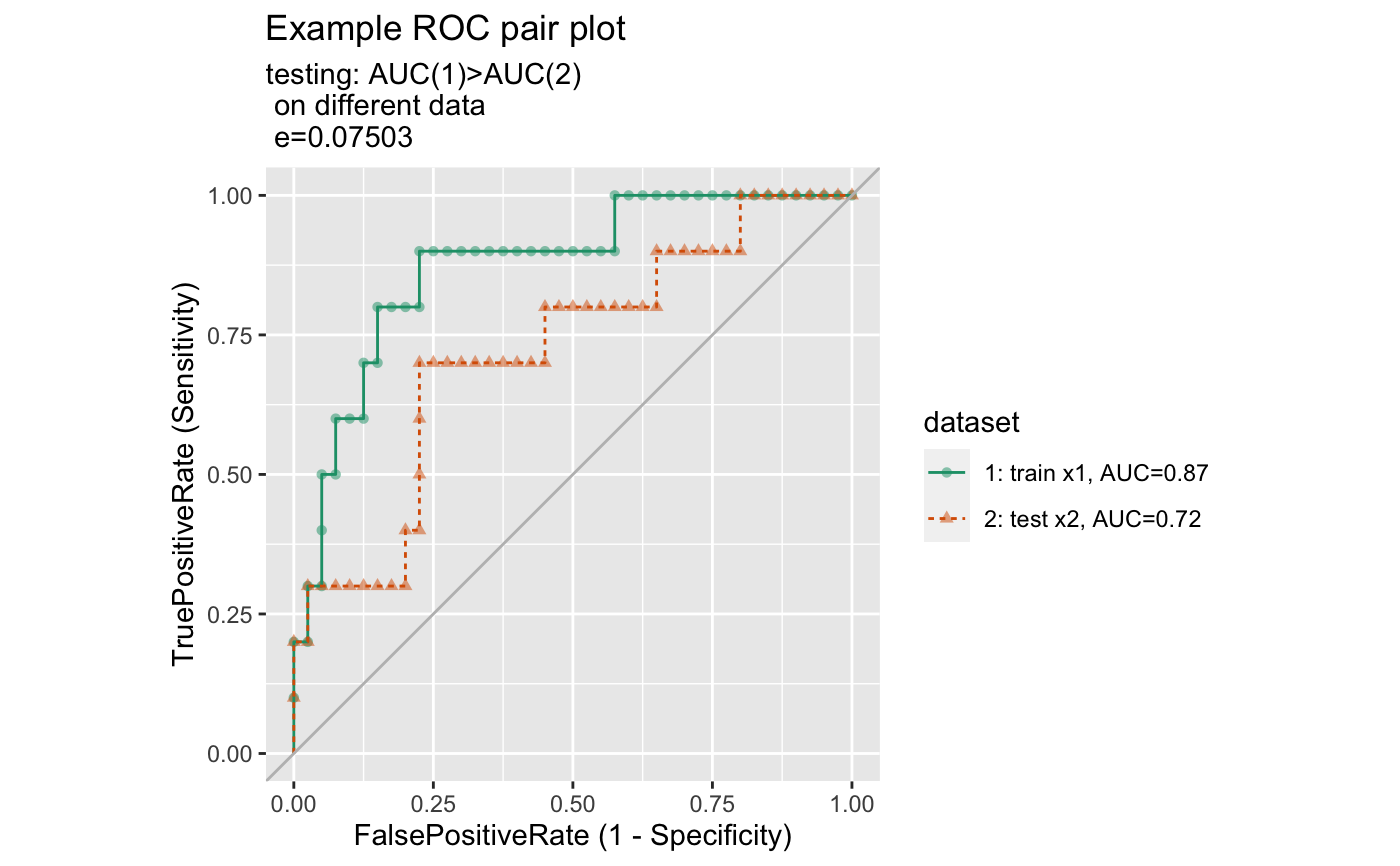 Example ROC pair plot
testing: AUC(1)>AUC(2)
on different data
e=0.07503
1.00
0.75
0.50
0.25
0.00
TruePositiveRate (Sensitivity)
0.00 0.25 0.50 0.75 1.00
FalsePositiveRate (1 - Specificity)
dataset
1: train x1, AUC=0.87
2: test x2, AUC=0.72